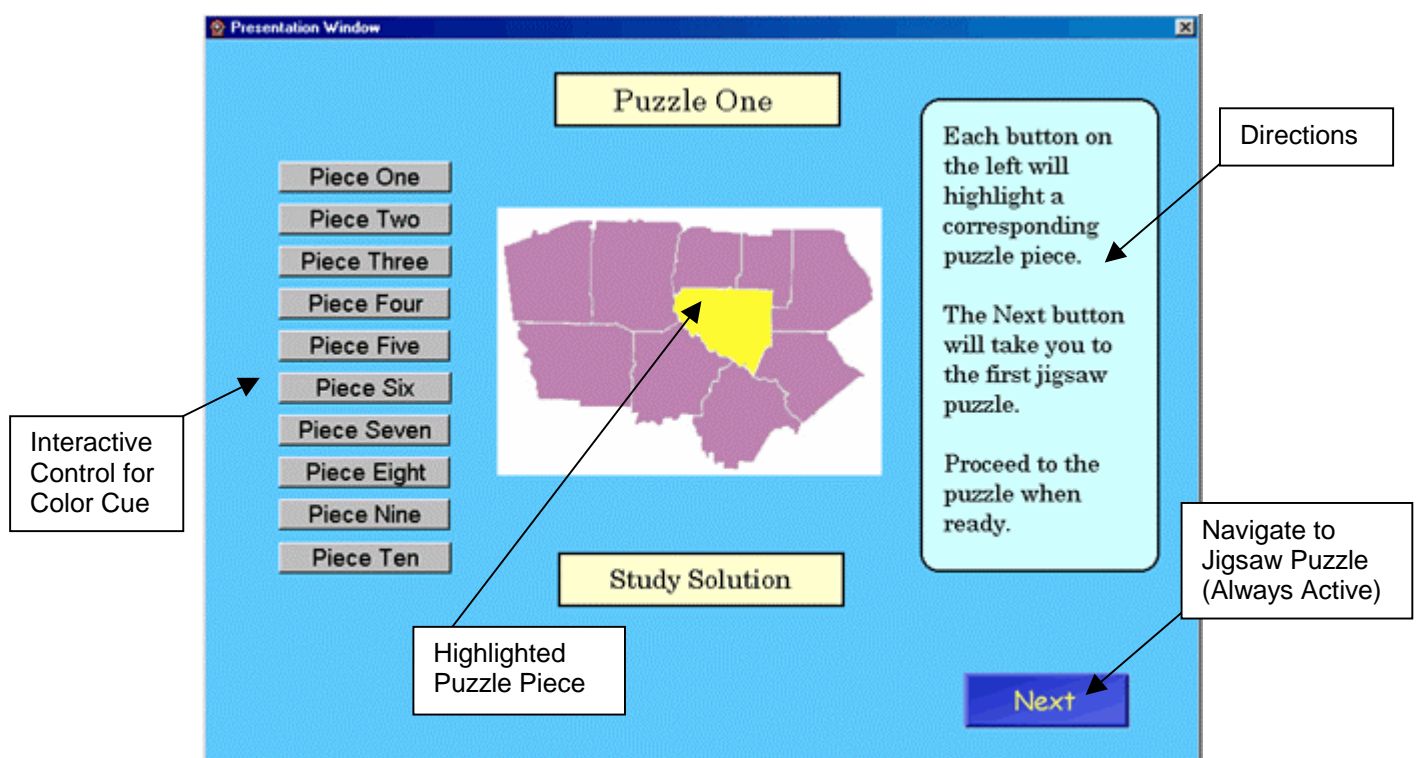 Presentation Window
Puzzle One
Piece One
Piece Two
Piece Three
Piece Four
Piece Five
Piece Six
Piece Seven
Piece Eight
Piece Nine
Piece Ten
Study Solution
Each button on
the left will
highlight a
corresponding
puzzle piece.
The Next button
will take you to
the first jigsaw
puzzle.
Proceed to the
puzzle when
ready.
Next
Directions
Interactive
Control for
Color Cue
Highlighted
Puzzle Piece
Navigate to
Jigsaw Puzzle
(Always Active)